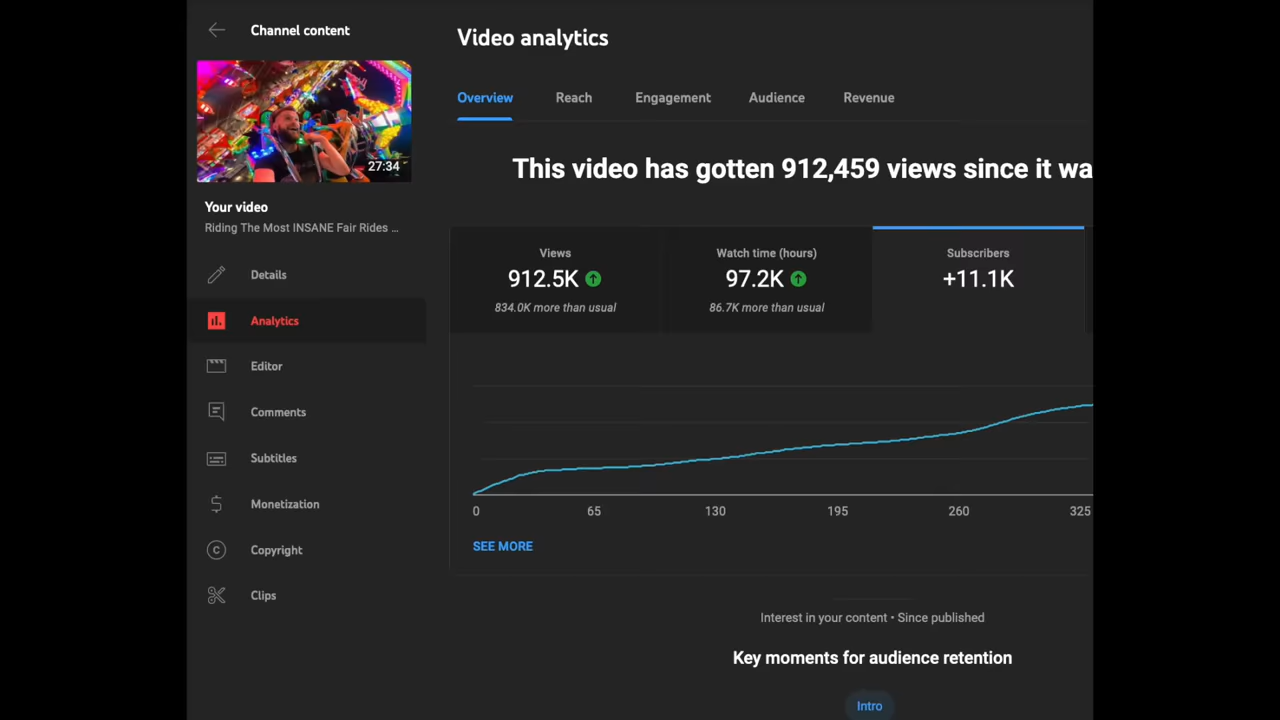 Channel content
27:34
Your video
Riding The Most INSANE Fair Rides ...
Details
Analytics
Editor
Comments
Subtitles
Monetization
Copyright
Clips
Video analytics
Overview Reach Engagement Audience Revenue
This video has gotten 912,459 views since it wa
Views
912.5K
834.0K more than usual
Watch time (hours)
97.2K
86.7K more than usual
Subscribers
+11.1K
0 65 130 195 260 325
SEE MORE
Interest in your content • Since published
Key moments for audience retention
Intro